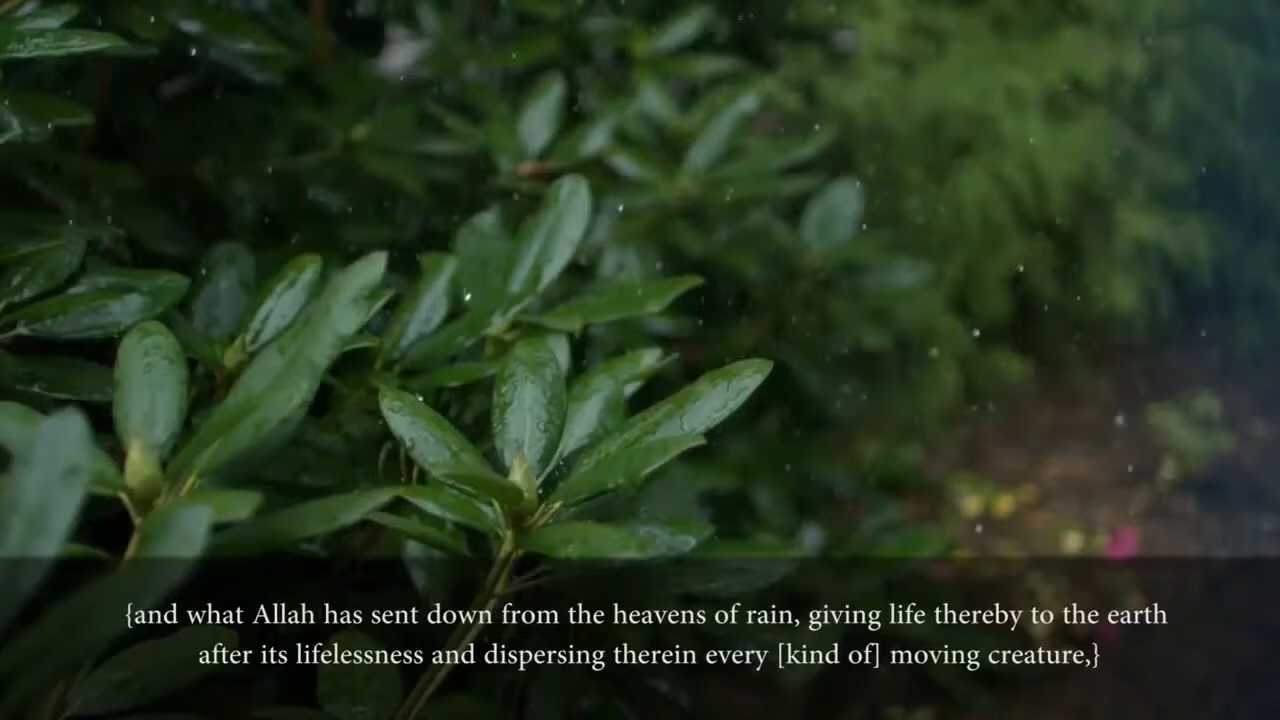 {and what Allah has sent down from the heavens of rain, giving life thereby to the earth
after its lifelessness and dispersing therein every [kind of] moving creature,}